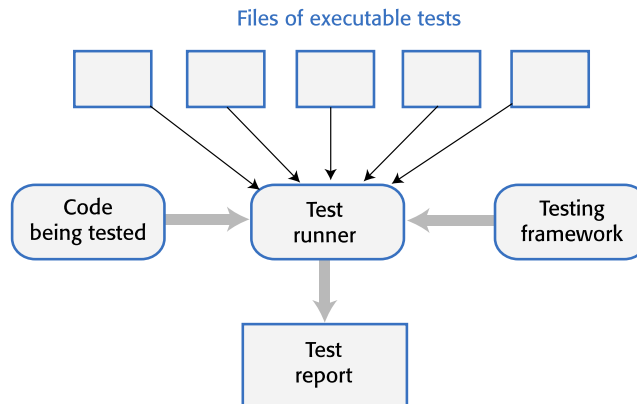 Files of executable tests
Code
being tested
Test
runner
Testing
framework
Test
report